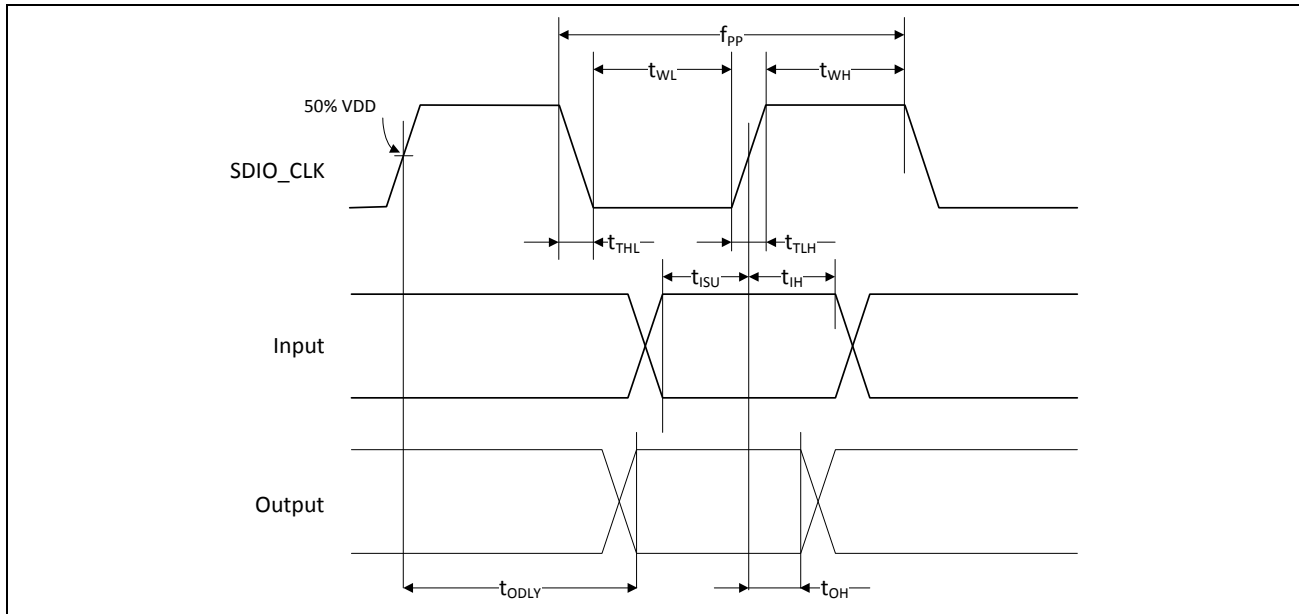 fPP
tWL
tWH
50% VDD
SDIO_CLK
tTHL
tTLH
tISU
tIH
Input
Output
tODLY
tOH